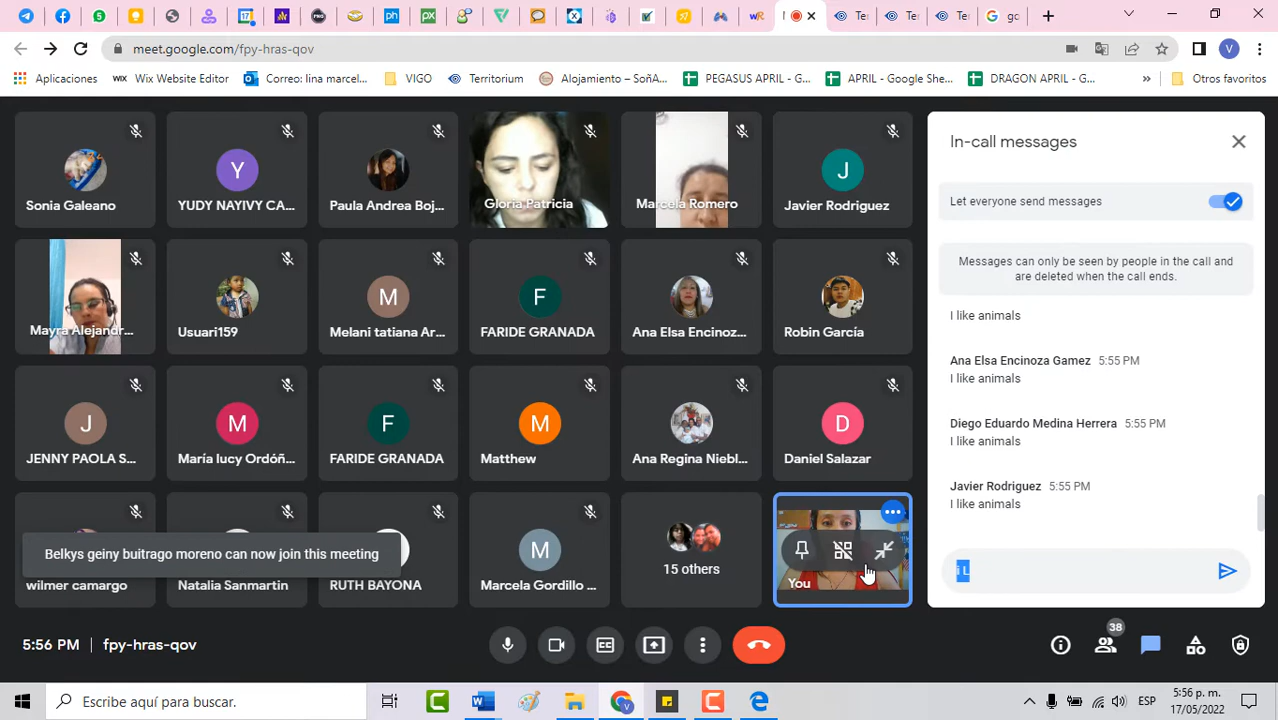 Te
Te
Te
go
meet.google.com/fpy-hras-qov
V
Aplicaciones
WiX Wix Website Editor
Correo: lina marcel...
VIGO
Territorium
Alojamiento – SoñA...
PEGASUS APRIL - G...
APRIL - Google She...
DRAGON APRIL - G...
Otros favoritos
Sonia Galeano
Y
YUDY NAYIVY CA...
Paula Andrea Boj...
Gloria Patricia
Marcela Romero
J
Javier Rodriguez
Mayra Alejandr...
Usuari159
M
Melani tatiana Ar...
F
FARIDE GRANADA
Ana Elsa Encinoz...
Robin García
J
JENNY PAOLA S...
M
María lucy Ordóñ...
F
FARIDE GRANADA
M
Matthew
Ana Regina Niebl...
D
Daniel Salazar
Belkys geiny buitrago moreno can now join this meeting
wilmer camargo
Natalia Sanmartin
RUTH BAYONA
M
Marcela Gordillo ...
15 others
You
In-call messages
Let everyone send messages
Messages can only be seen by people in the call and
are deleted when the call ends.
I like animals
Ana Elsa Encinoza Gamez 5:55 PM
I like animals
Diego Eduardo Medina Herrera 5:55 PM
I like animals
Javier Rodriguez 5:55 PM
I like animals
i L
5:56 PM | fpy-hras-qov
38
Escribe aquí para buscar.
ESP
5:56 p. m.
17/05/2022